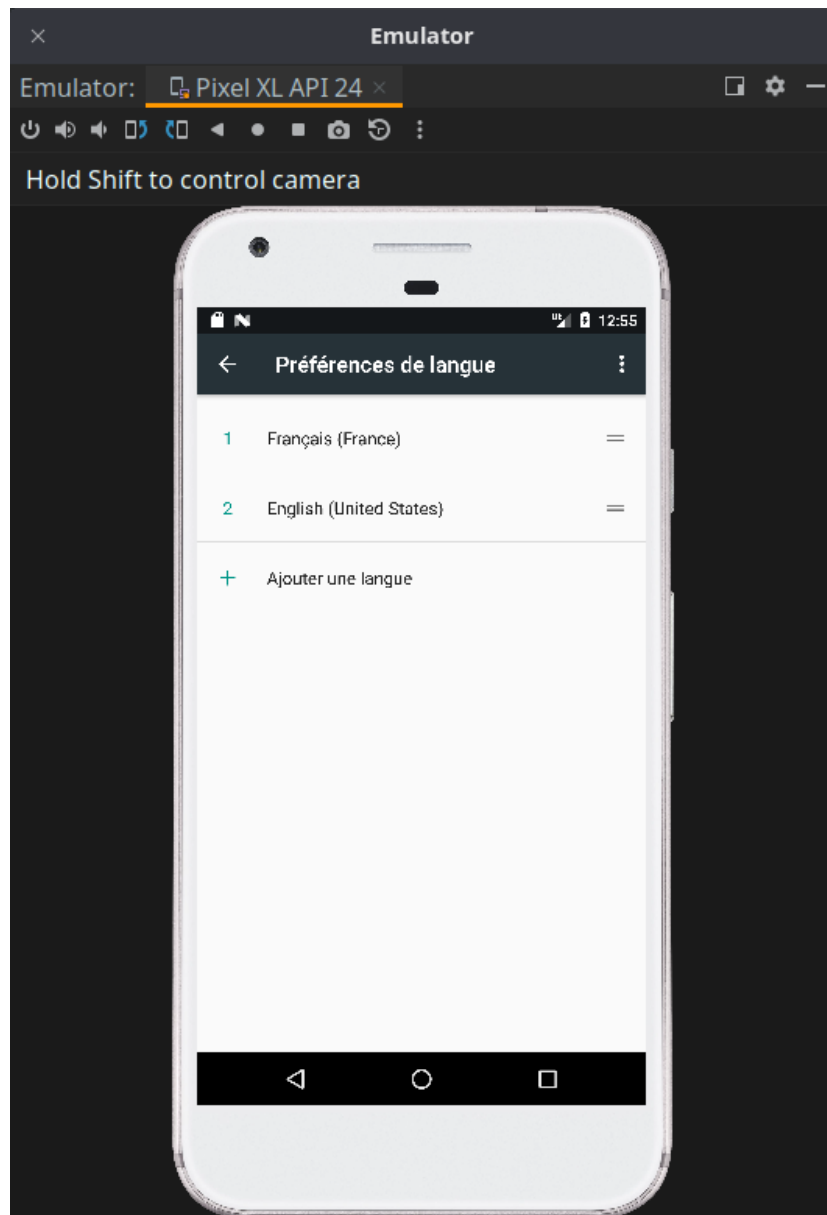 Emulator
Emulator: Pixel XL API 24
Hold Shift to control camera
12:55
Préférences de langue
1 Français (France)
2 English (United States)
Ajouter une langue